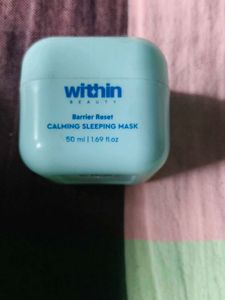 within
BEAUTY
Barrier Reset
CALMING SLEEPING MASK
50 ml | 1.69 fl.oz